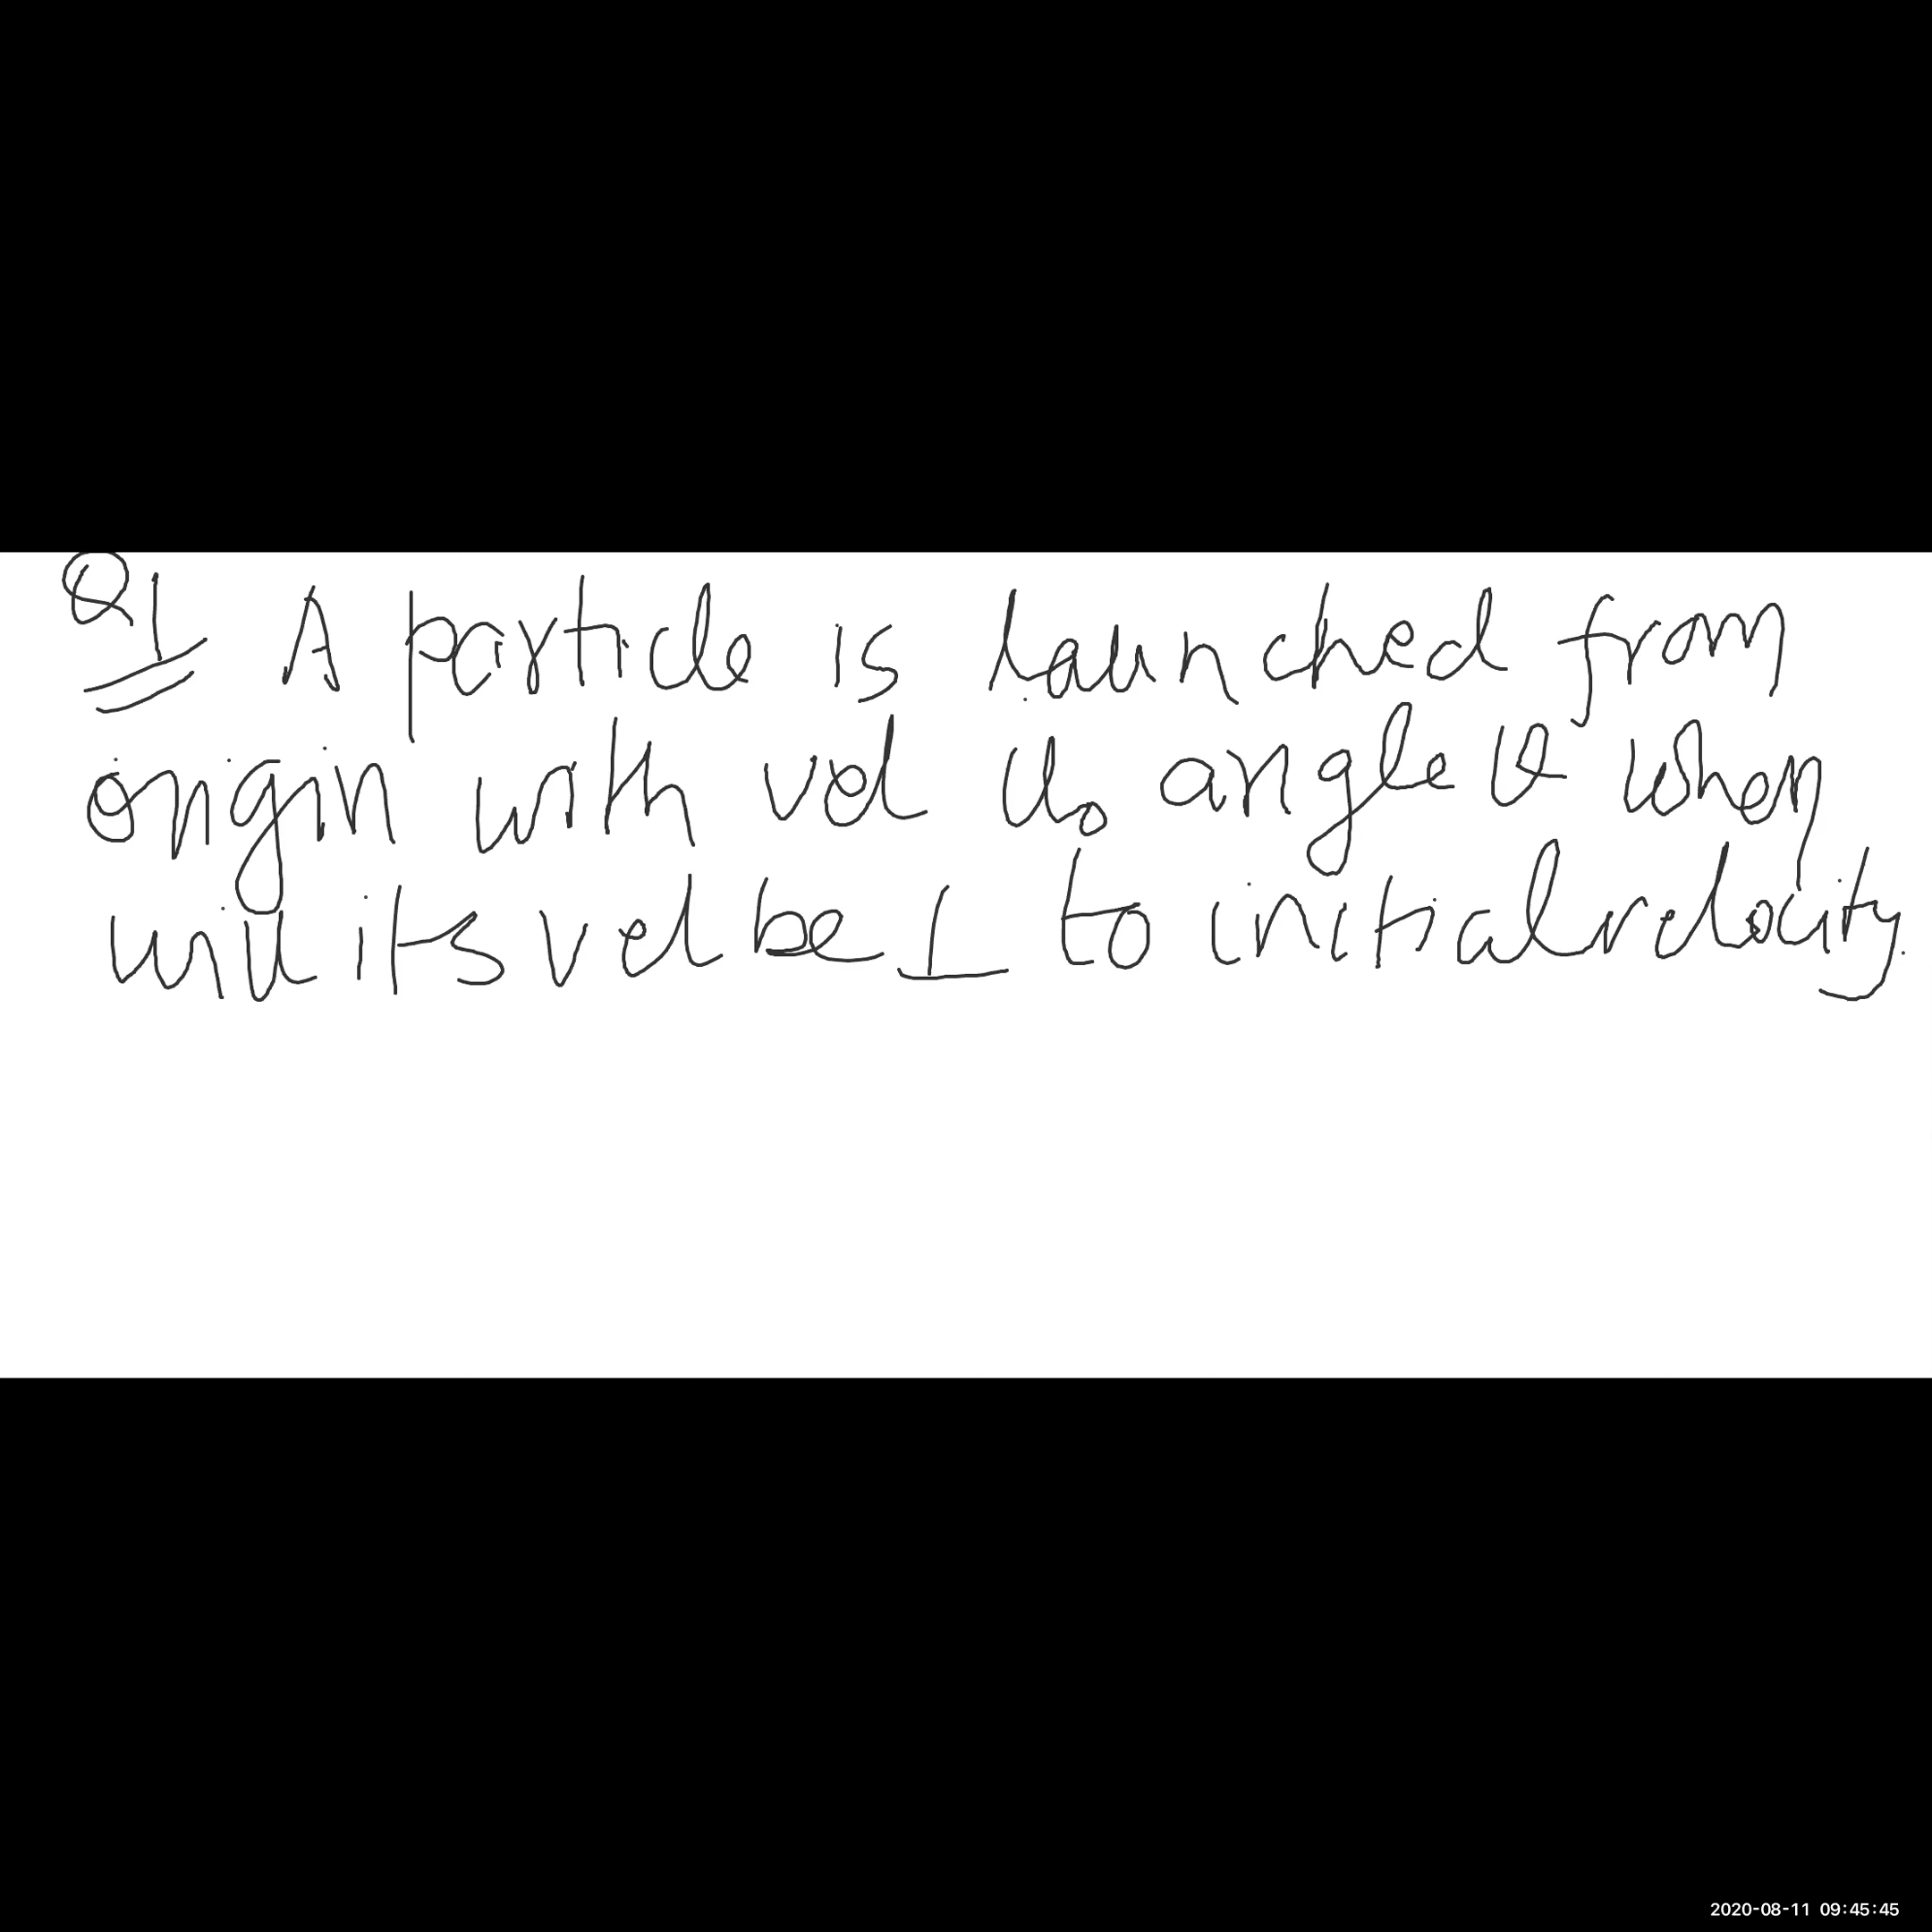 Q1 A particle is launched from
origin with vel u₀ angle θ when
will its vel be ⊥ to initial velocity.
2020-08-11 09:45:45